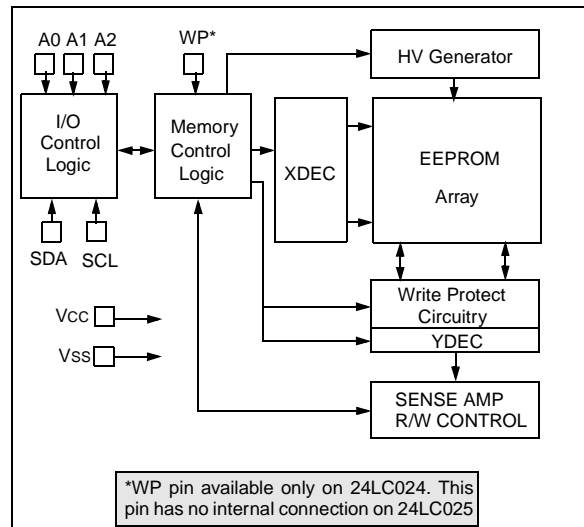 A0 A1 A2 WP*
HV Generator
I/O
Control
Logic
Memory
Control
Logic
XDEC
EEPROM
Array
SDA SCL
Write Protect
Circuitry
YDEC
VCC
VSS
SENSE AMP
R/W CONTROL
*WP pin available only on 24LC024. This
pin has no internal connection on 24LC025